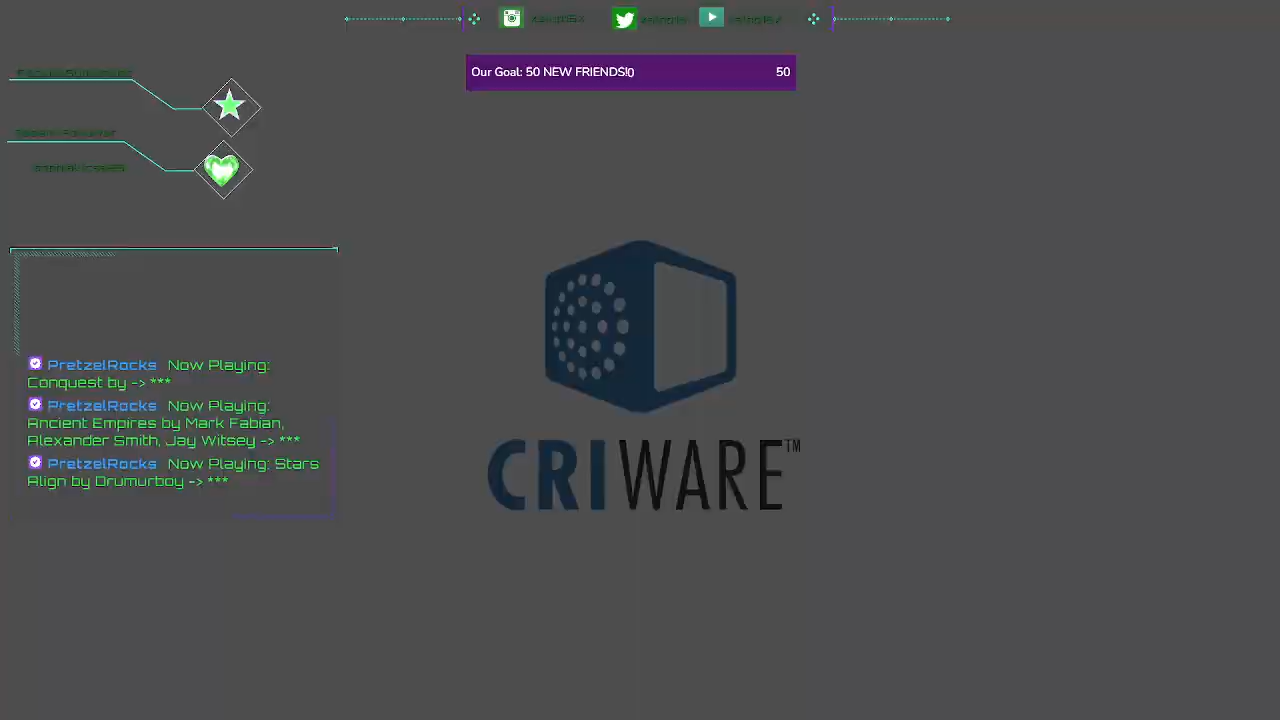 Our Goal: 50 NEW FRIENDS!0 50
PretzelRocks Now Playing:
Conquest by -> ***
PretzelRocks Now Playing:
Ancient Empires by Mark Fabian,
Alexander Smith, Jay Witsey -> ***
PretzelRocks Now Playing: Stars
Align by Drumurboy -> ***
CRIWARE™